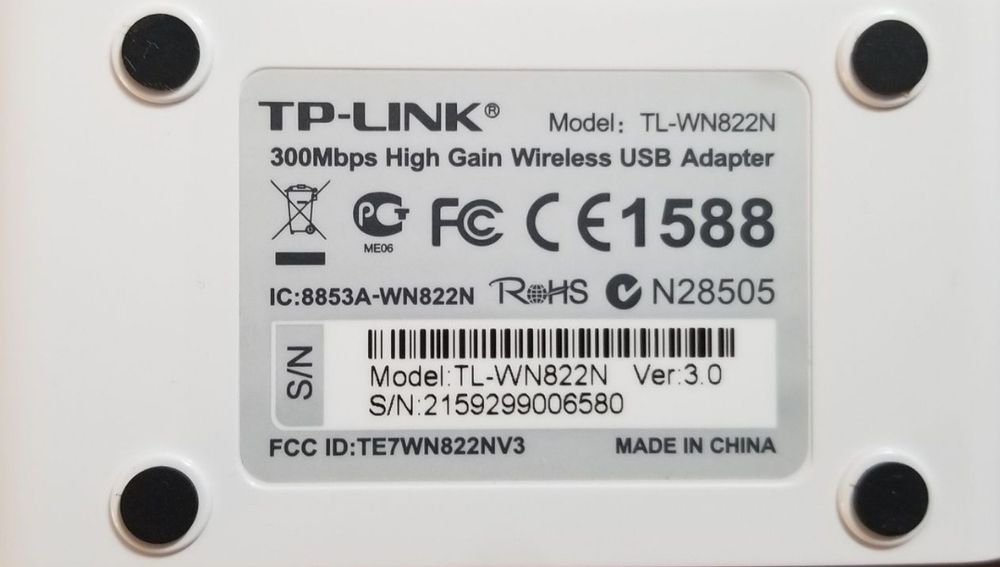 TP-LINK® Model: TL-WN822N
300Mbps High Gain Wireless USB Adapter
PCT ME06 FC CE1588
IC:8853A-WN822N RoHS N28505
S/N
Model:TL-WN822N Ver:3.0
S/N:2159299006580
FCC ID:TE7WN822NV3 MADE IN CHINA